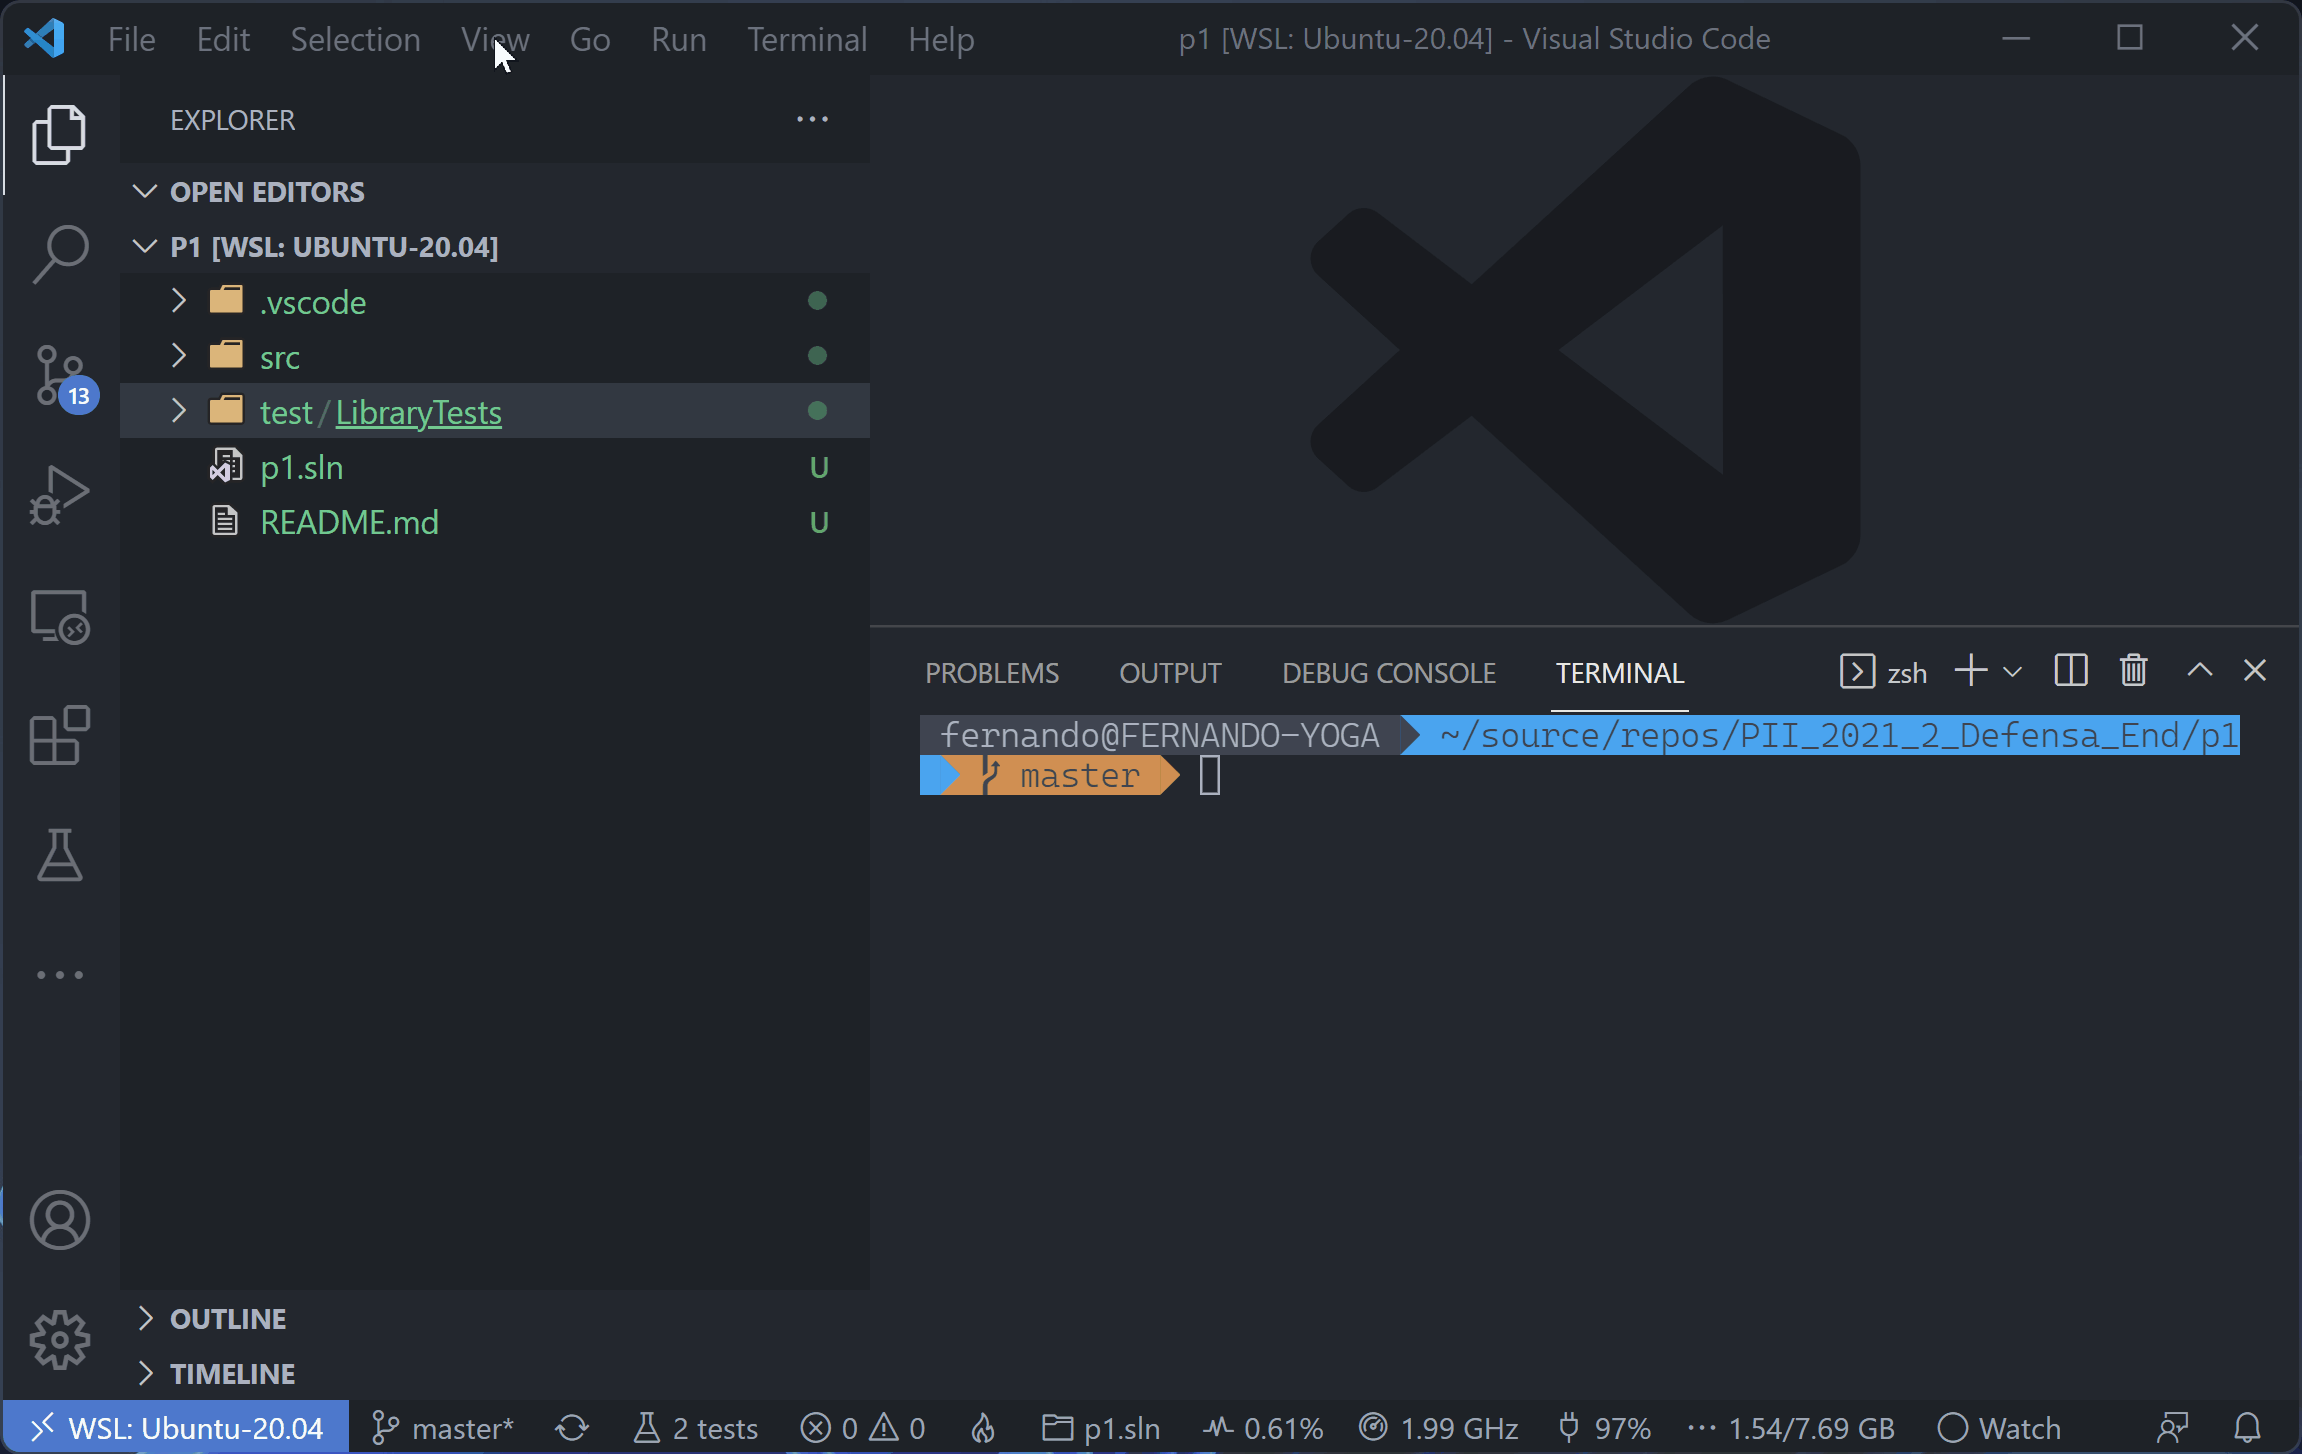 File Edit Selection View Go Run Terminal Help p1 [WSL: Ubuntu-20.04] - Visual Studio Code
EXPLORER
OPEN EDITORS
P1 [WSL: UBUNTU-20.04]
.vscode
src
test/LibraryTests
p1.sln U
README.md U
13
OUTLINE
TIMELINE
PROBLEMS OUTPUT DEBUG CONSOLE TERMINAL zsh
fernando@FERNANDO-YOGA ~/source/repos/PII_2021_2_Defensa_End/p1
master
WSL: Ubuntu-20.04 master* 2 tests 0 0 p1.sln 0.61% 1.99 GHz 97% ··· 1.54/7.69 GB Watch